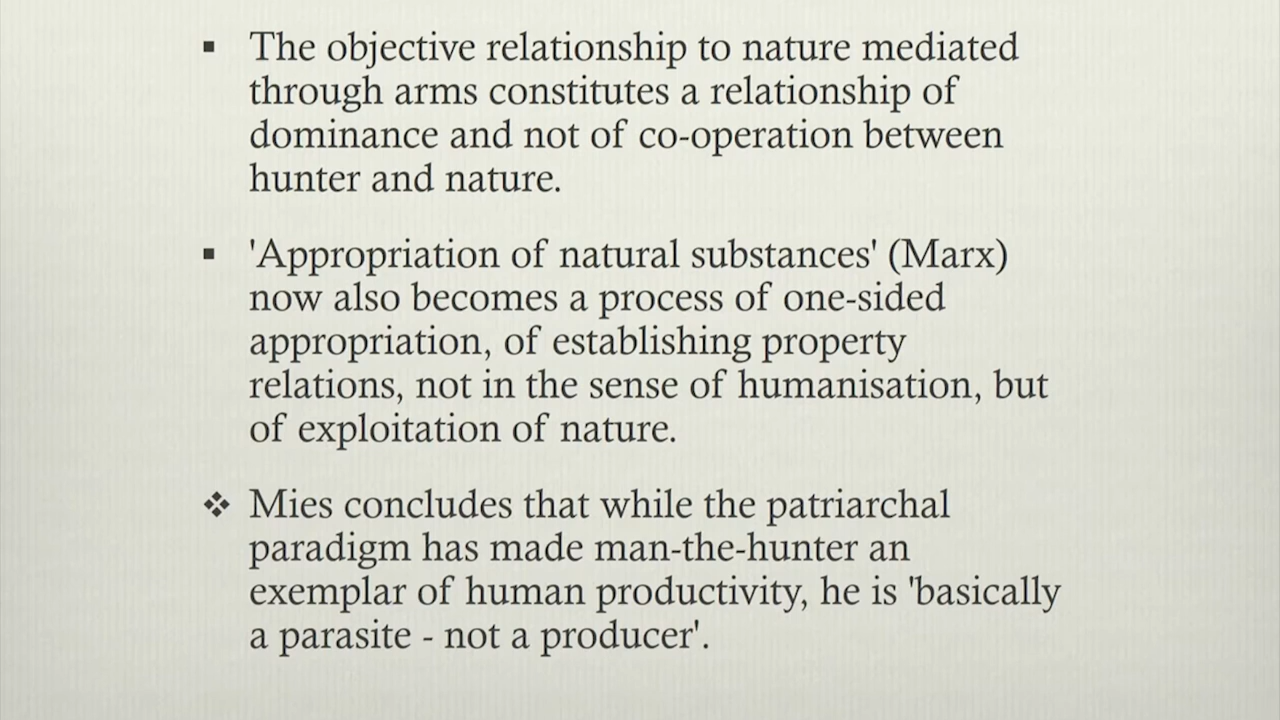 ▪ The objective relationship to nature mediated
through arms constitutes a relationship of
dominance and not of co-operation between
hunter and nature.
▪ 'Appropriation of natural substances' (Marx)
now also becomes a process of one-sided
appropriation, of establishing property
relations, not in the sense of humanisation, but
of exploitation of nature.
❖ Mies concludes that while the patriarchal
paradigm has made man-the-hunter an
exemplar of human productivity, he is 'basically
a parasite - not a producer'.